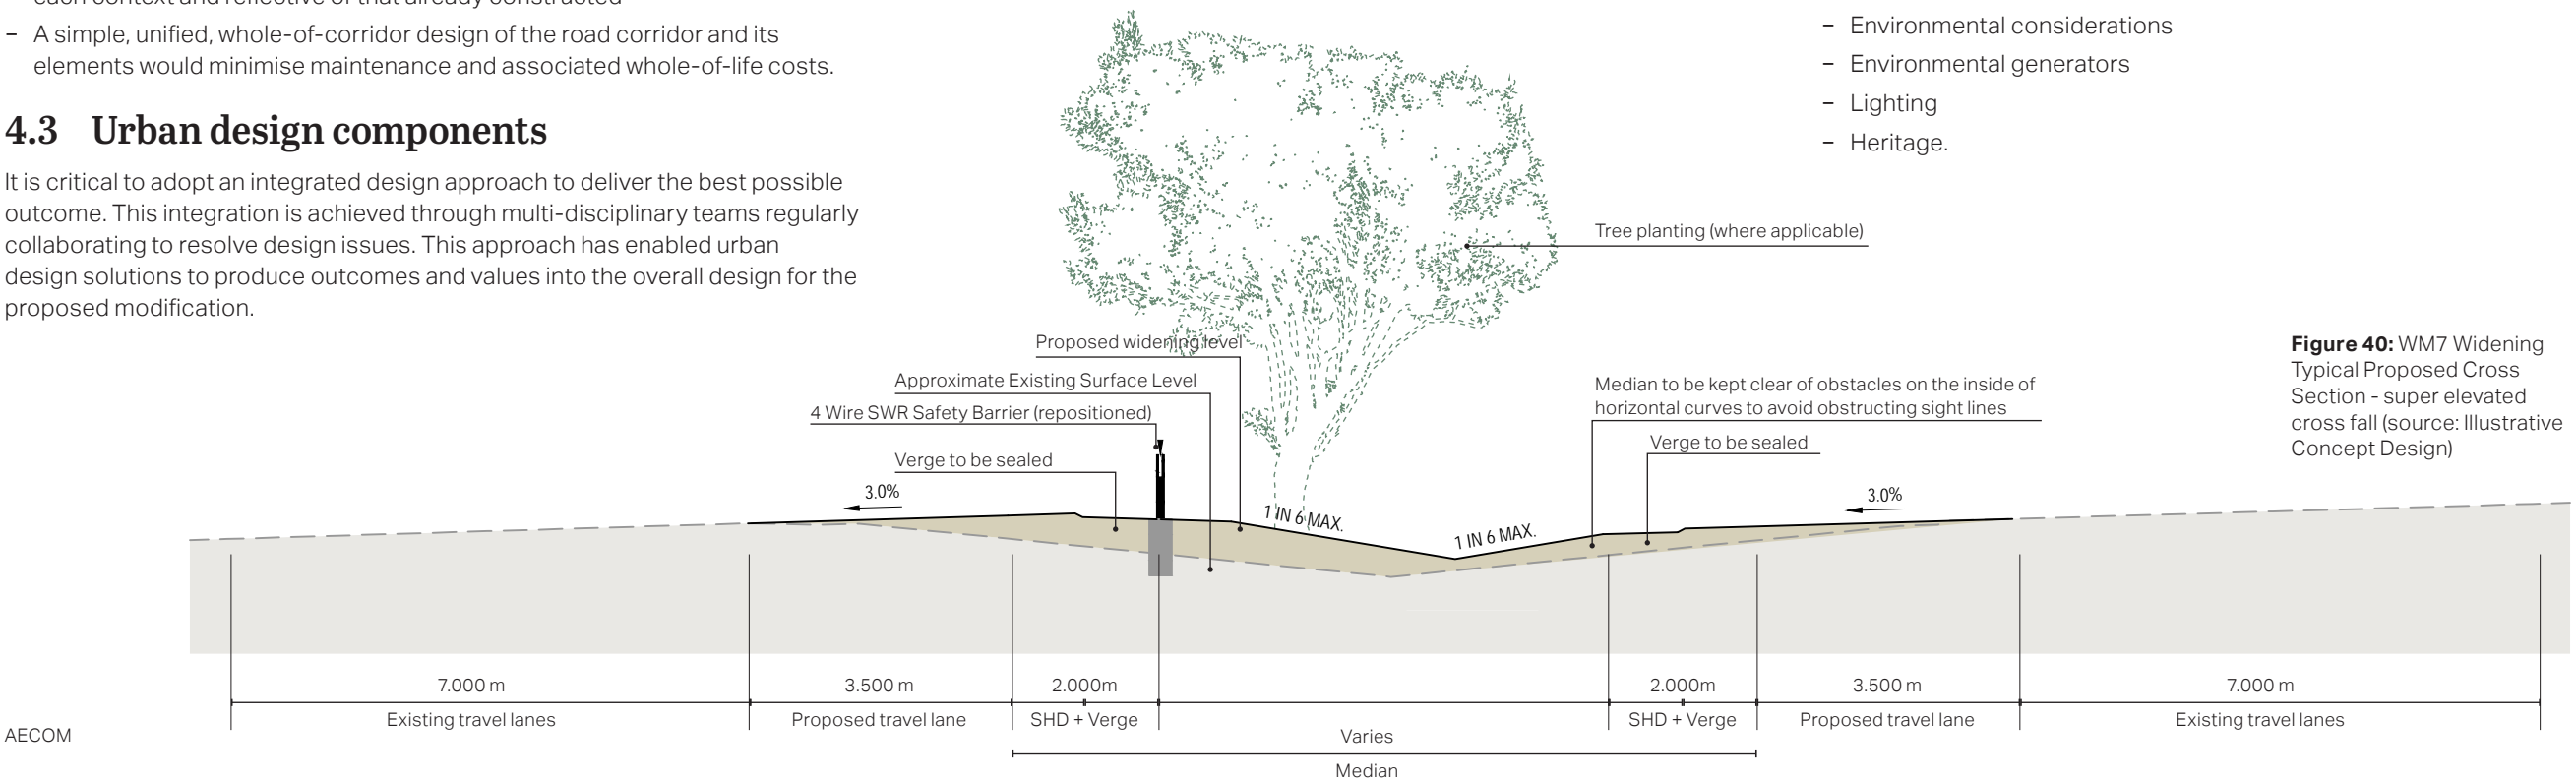 each context and reflective of that already constructed
– A simple, unified, whole-of-corridor design of the road corridor and its
elements would minimise maintenance and associated whole-of-life costs.
4.3 Urban design components
It is critical to adopt an integrated design approach to deliver the best possible
outcome. This integration is achieved through multi-disciplinary teams regularly
collaborating to resolve design issues. This approach has enabled urban
design solutions to produce outcomes and values into the overall design for the
proposed modification.
– Environmental considerations
– Environmental generators
– Lighting
– Heritage.
Tree planting (where applicable)
Proposed widening level
Approximate Existing Surface Level
4 Wire SWR Safety Barrier (repositioned)
Verge to be sealed
3.0%
1 IN 6 MAX.
1 IN 6 MAX.
Median to be kept clear of obstacles on the inside of
horizontal curves to avoid obstructing sight lines
Verge to be sealed
3.0%
Figure 40: WM7 Widening
Typical Proposed Cross
Section - super elevated
cross fall (source: Illustrative
Concept Design)
7.000 m
Existing travel lanes
3.500 m
Proposed travel lane
2.000m
SHD + Verge
Varies
Median
2.000m
SHD + Verge
3.500 m
Proposed travel lane
7.000 m
Existing travel lanes
AECOM